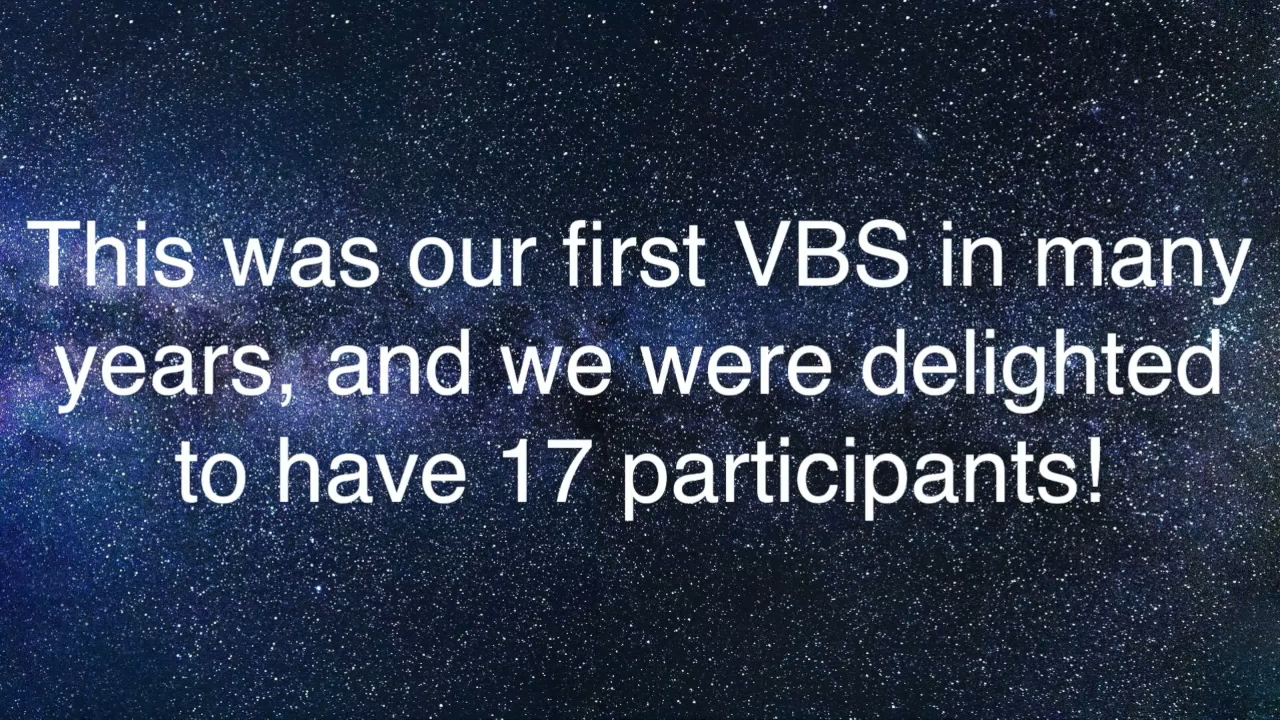 This was our first VBS in many
years, and we were delighted
to have 17 participants!